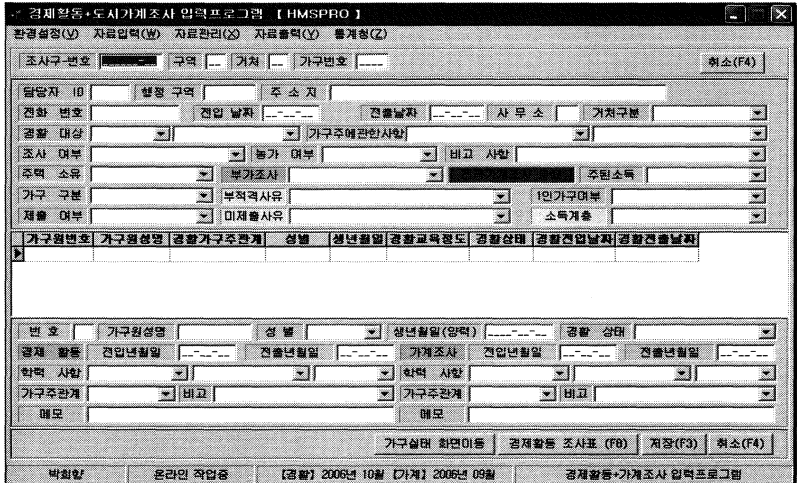 경제활동+도시가계조사 입력프로그램 [ HMSPRO ]
환경설정(V) 자료입력(W) 자료관리(X) 자료출력(Y) 통계청(Z)
조사구-번호 구역 거처 가구번호 취소(F4)
담당자 ID 행정 구역 주 소 지
전화 번호 전입 날짜 전출날짜 사 무 소 거처구분
경활 대상 가구주에관한사항
조사 여부 농가 여부 비고 사항
주택 소유 부가조사 주된소득
가구 구분 부적격사유 1인가구여부
제출 여부 미제출사유 소득계층
가구원번호 가구원성명 경활가구주관계 성별 생년월일 경활교육정도 경활상태 경활전입날짜 경활전출날짜
번 호 가구원성명 성 별 생년월일(양력) 경활 상태
경제 활동 전입년월일 전출년월일 가계조사 전입년월일 전출년월일
학력 사항 학력 사항
가구주관계 비고 가구주관계 비고
메모 메모
가구실태 화면이동 경제활동 조사표 (F8) 저장(F3) 취소(F4)
박희향 온라인 작업중 [경활] 2006년 10월 [가계] 2006년 09월 경제활동+가계조사 입력프로그램